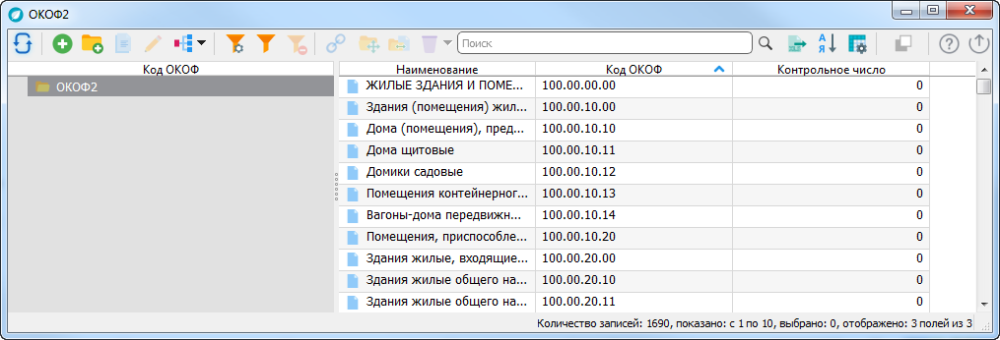 ОКОФ2
Поиск
А
Я
Код ОКОФ
Наименование Код ОКОФ Контрольное число
ОКОФ2
ЖИЛЫЕ ЗДАНИЯ И ПОМЕ... 100.00.00.00 0
Здания (помещения) жил... 100.00.10.00 0
Дома (помещения), пред... 100.00.10.10 0
Дома щитовые 100.00.10.11 0
Домики садовые 100.00.10.12 0
Помещения контейнерног... 100.00.10.13 0
Вагоны-дома передвижн... 100.00.10.14 0
Помещения, приспособле... 100.00.10.20 0
Здания жилые, входящие... 100.00.20.00 0
Здания жилые общего на... 100.00.20.10 0
Здания жилые общего на... 100.00.20.11 0
Количество записей: 1690, показано: с 1 по 10, выбрано: 0, отображено: 3 полей из 3